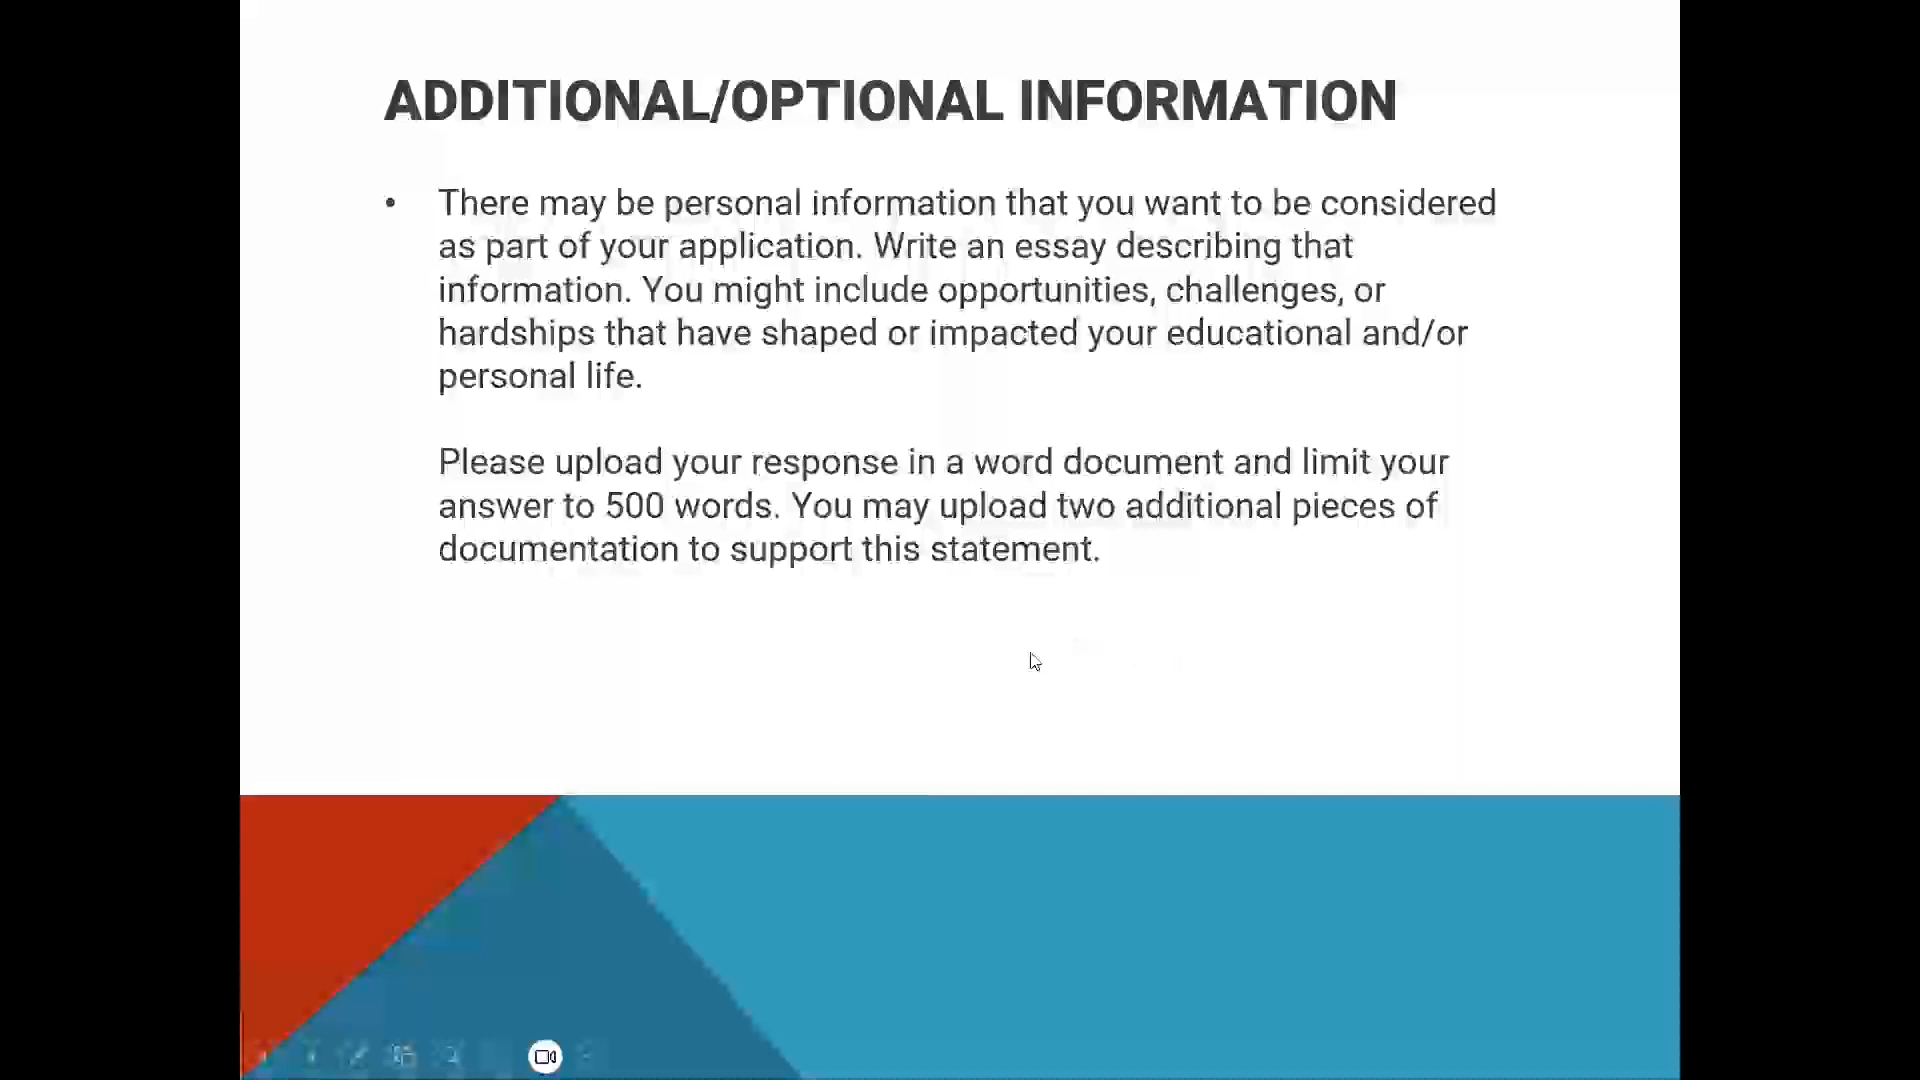 ADDITIONAL/OPTIONAL INFORMATION
• There may be personal information that you want to be considered
as part of your application. Write an essay describing that
information. You might include opportunities, challenges, or
hardships that have shaped or impacted your educational and/or
personal life.
Please upload your response in a word document and limit your
answer to 500 words. You may upload two additional pieces of
documentation to support this statement.